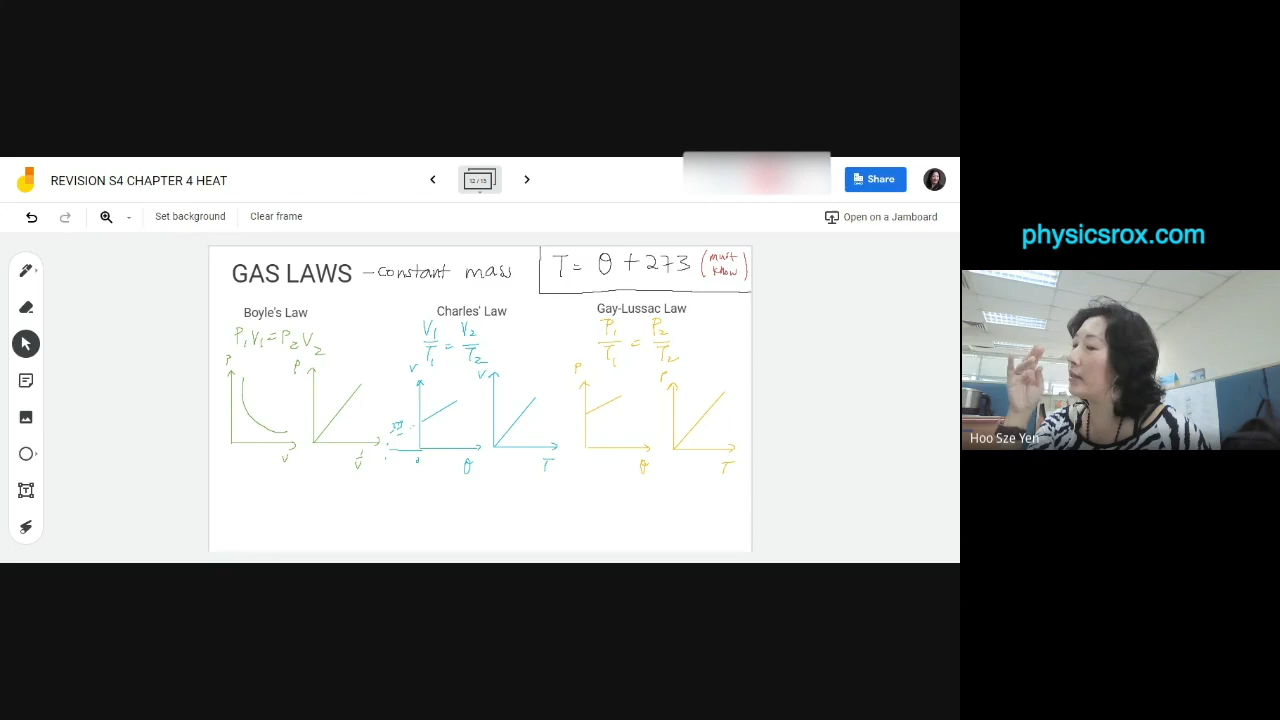 REVISION S4 CHAPTER 4 HEAT
12 / 13
Share
Set background
Clear frame
Open on a Jamboard
physicsrox.com
GAS LAWS - constant mass
T = θ + 273 (must know)
Boyle's Law
Charles' Law
Gay-Lussac Law
P₁V₁ = P₂V₂
V₁/T₁ = V₂/T₂
P₁/T₁ = P₂/T₂
P
P
V
V
P
P
V
1/V
θ
T
θ
T
Hoo Sze Yen